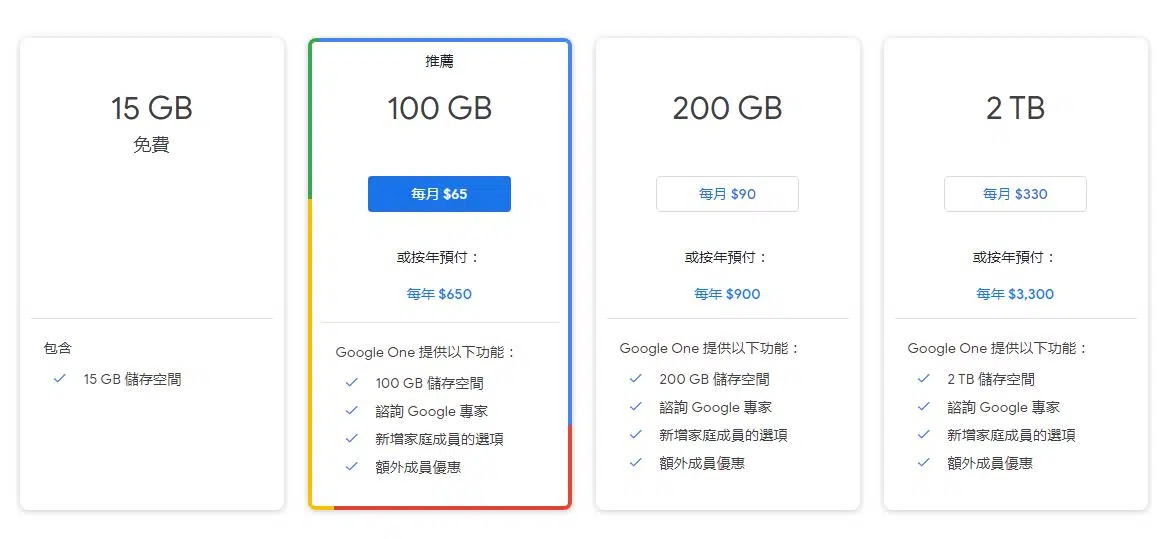 15 GB
免費
包含
15 GB 儲存空間
推薦
100 GB
每月 $65
或按年預付：
每年 $650
Google One 提供以下功能：
100 GB 儲存空間
諮詢 Google 專家
新增家庭成員的選項
額外成員優惠
200 GB
每月 $90
或按年預付：
每年 $900
Google One 提供以下功能：
200 GB 儲存空間
諮詢 Google 專家
新增家庭成員的選項
額外成員優惠
2 TB
每月 $330
或按年預付：
每年 $3,300
Google One 提供以下功能：
2 TB 儲存空間
諮詢 Google 專家
新增家庭成員的選項
額外成員優惠